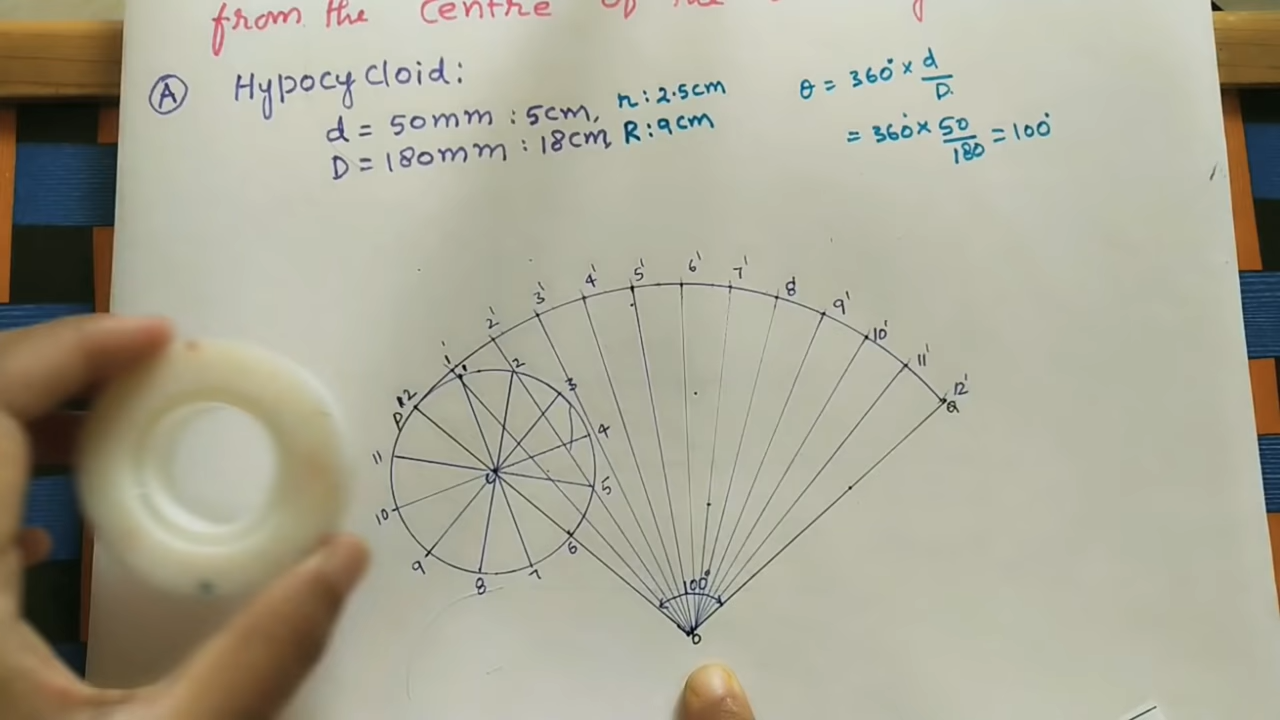 from the centre of
Ⓐ Hypocycloid:
d = 50mm : 5cm, r : 2.5cm
D = 180mm : 18cm R : 9cm
θ = 360° × d/D.
= 360° × 50/180 = 100°
1' 2' 3' 4' 5' 6' 7' 8' 9' 10' 11' 12'
P 12 1 2 3 4 5 6 7 8 9 10 11
C
Q
100°
O